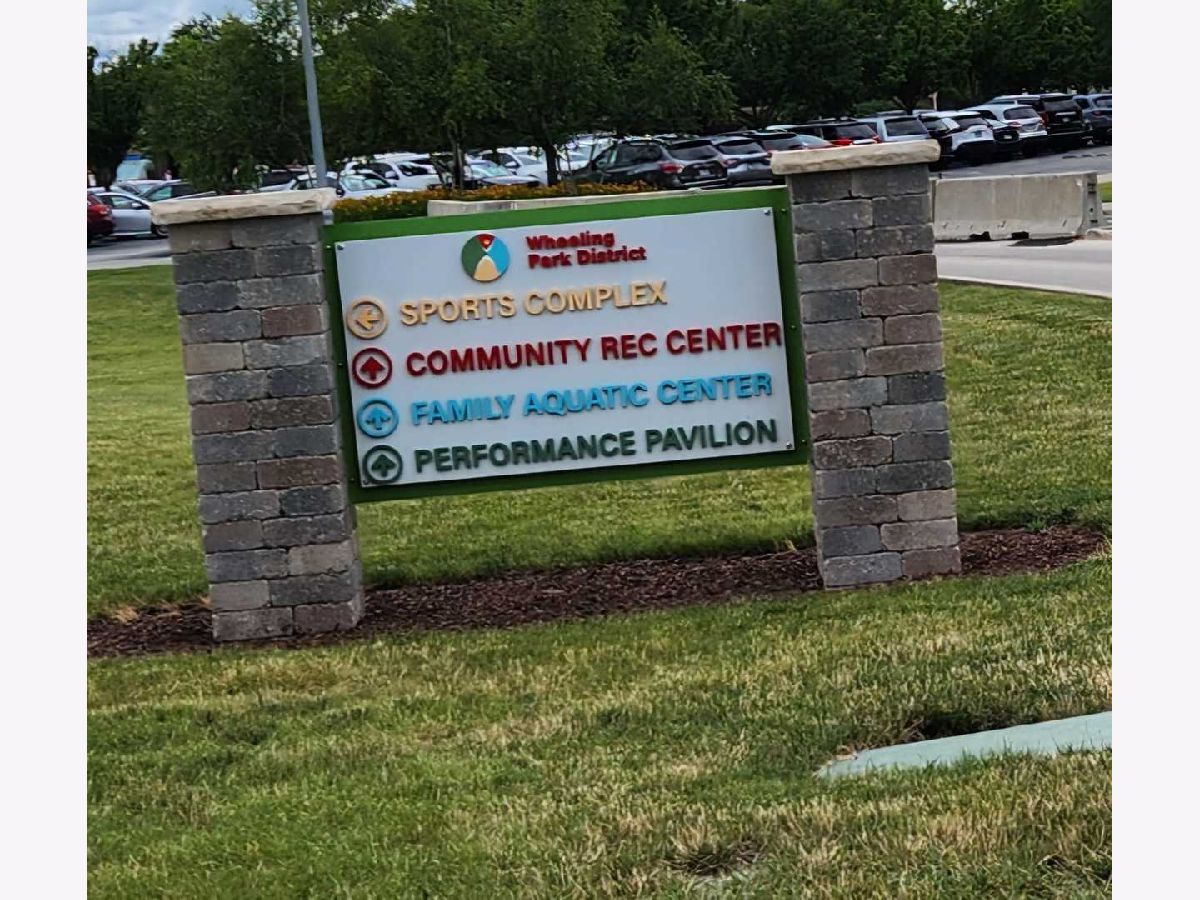 Wheeling
Park District
SPORTS COMPLEX
COMMUNITY REC CENTER
FAMILY AQUATIC CENTER
PERFORMANCE PAVILION